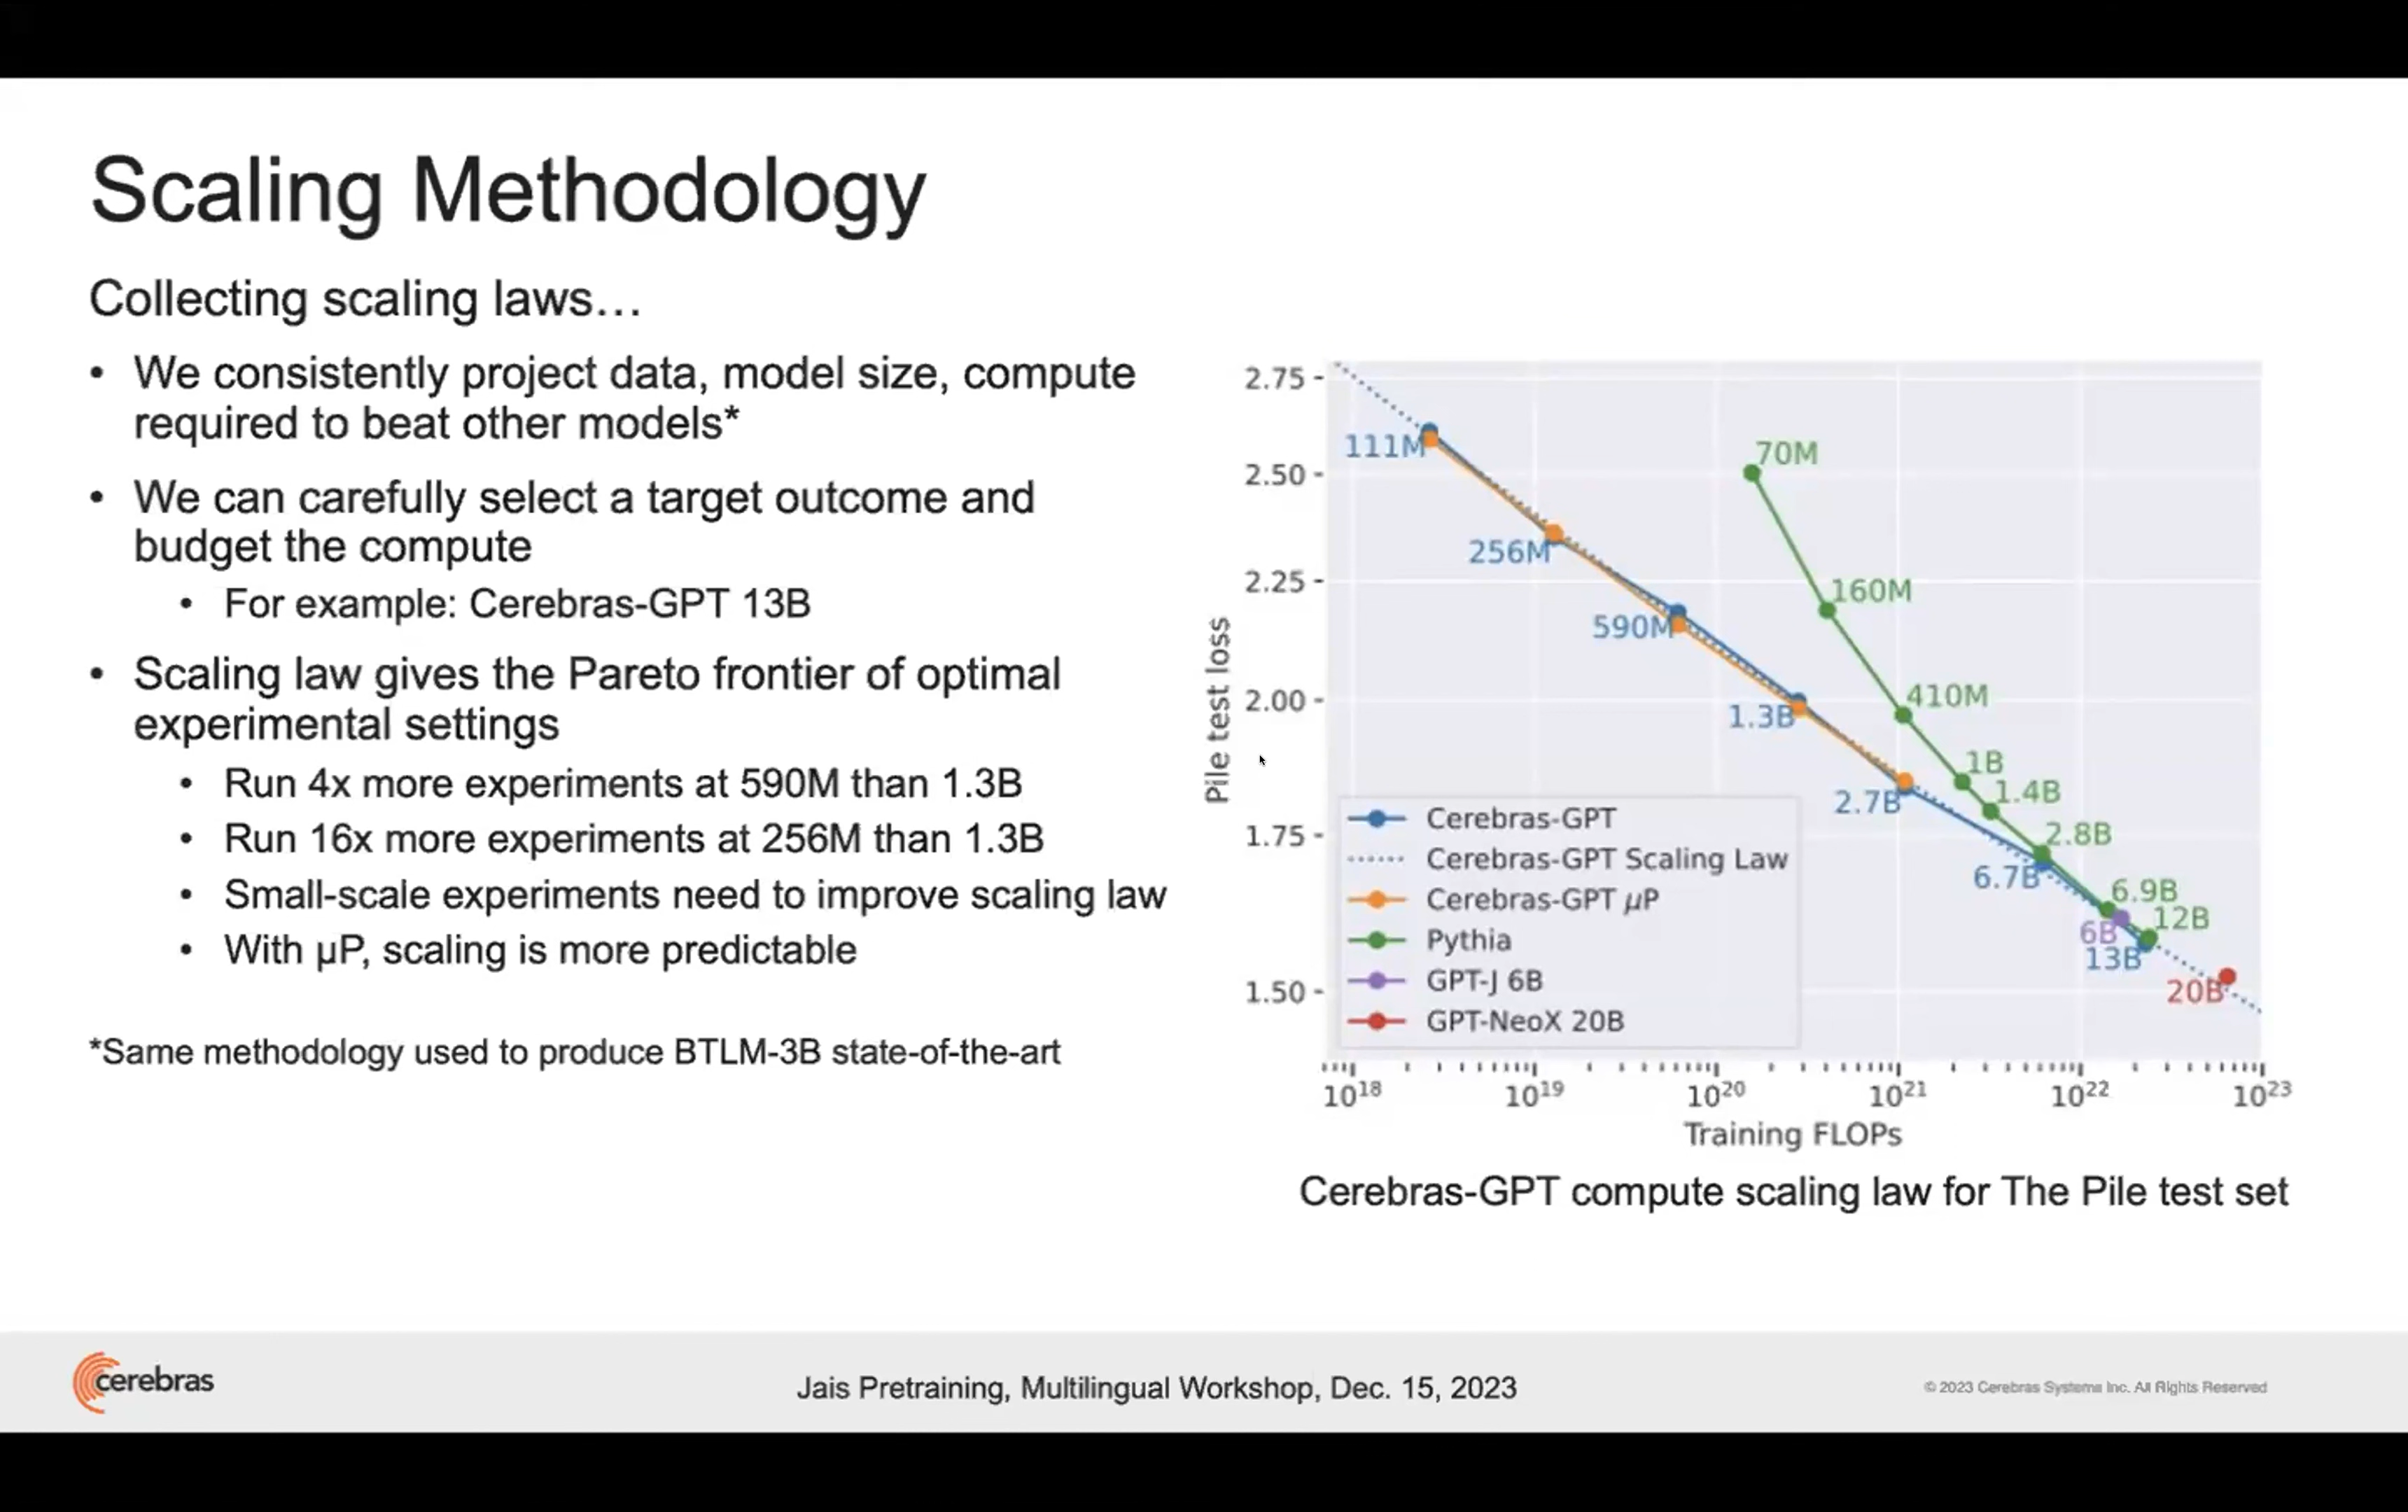 Scaling Methodology
Collecting scaling laws…
• We consistently project data, model size, compute
required to beat other models*
• We can carefully select a target outcome and
budget the compute
• For example: Cerebras-GPT 13B
• Scaling law gives the Pareto frontier of optimal
experimental settings
• Run 4x more experiments at 590M than 1.3B
• Run 16x more experiments at 256M than 1.3B
• Small-scale experiments need to improve scaling law
• With µP, scaling is more predictable
*Same methodology used to produce BTLM-3B state-of-the-art
Pile test loss
2.75
2.50
2.25
2.00
1.75
1.50
111M
256M
590M
1.3B
2.7B
6.7B
13B
70M
160M
410M
1B
1.4B
2.8B
6.9B
12B
6B
20B
Cerebras-GPT
Cerebras-GPT Scaling Law
Cerebras-GPT µP
Pythia
GPT-J 6B
GPT-NeoX 20B
10¹⁸ 10¹⁹ 10²⁰ 10²¹ 10²² 10²³
Training FLOPs
Cerebras-GPT compute scaling law for The Pile test set
cerebras
Jais Pretraining, Multilingual Workshop, Dec. 15, 2023
© 2023 Cerebras Systems Inc. All Rights Reserved